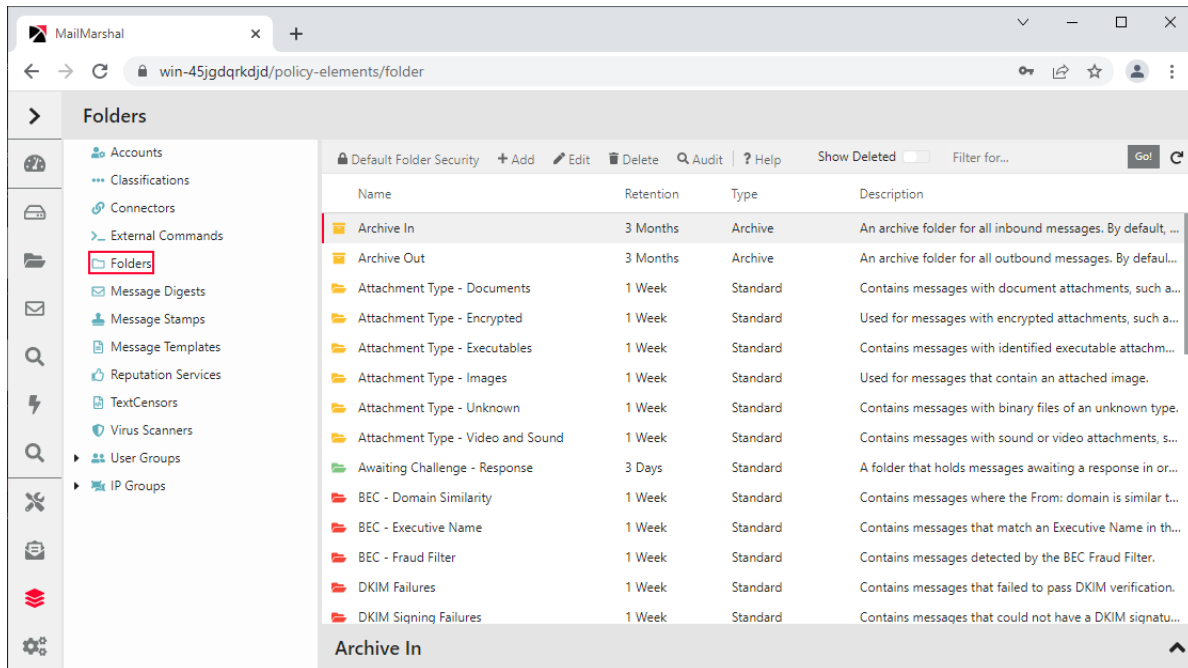 MailMarshal
win-45jgdqrkdjd/policy-elements/folder
Folders
Accounts
Classifications
Connectors
External Commands
Folders
Message Digests
Message Stamps
Message Templates
Reputation Services
TextCensors
Virus Scanners
User Groups
IP Groups
Default Folder Security Add Edit Delete Audit ? Help Show Deleted Filter for... Go!
Name Retention Type Description
Archive In 3 Months Archive An archive folder for all inbound messages. By default, ...
Archive Out 3 Months Archive An archive folder for all outbound messages. By defaul...
Attachment Type - Documents 1 Week Standard Contains messages with document attachments, such a...
Attachment Type - Encrypted 1 Week Standard Used for messages with encrypted attachments, such a...
Attachment Type - Executables 1 Week Standard Contains messages with identified executable attachm...
Attachment Type - Images 1 Week Standard Used for messages that contain an attached image.
Attachment Type - Unknown 1 Week Standard Contains messages with binary files of an unknown type.
Attachment Type - Video and Sound 1 Week Standard Contains messages with sound or video attachments, s...
Awaiting Challenge - Response 3 Days Standard A folder that holds messages awaiting a response in or...
BEC - Domain Similarity 1 Week Standard Contains messages where the From: domain is similar t...
BEC - Executive Name 1 Week Standard Contains messages that match an Executive Name in th...
BEC - Fraud Filter 1 Week Standard Contains messages detected by the BEC Fraud Filter.
DKIM Failures 1 Week Standard Contains messages that failed to pass DKIM verification.
DKIM Signing Failures 1 Week Standard Contains messages that could not have a DKIM signatu...
Archive In